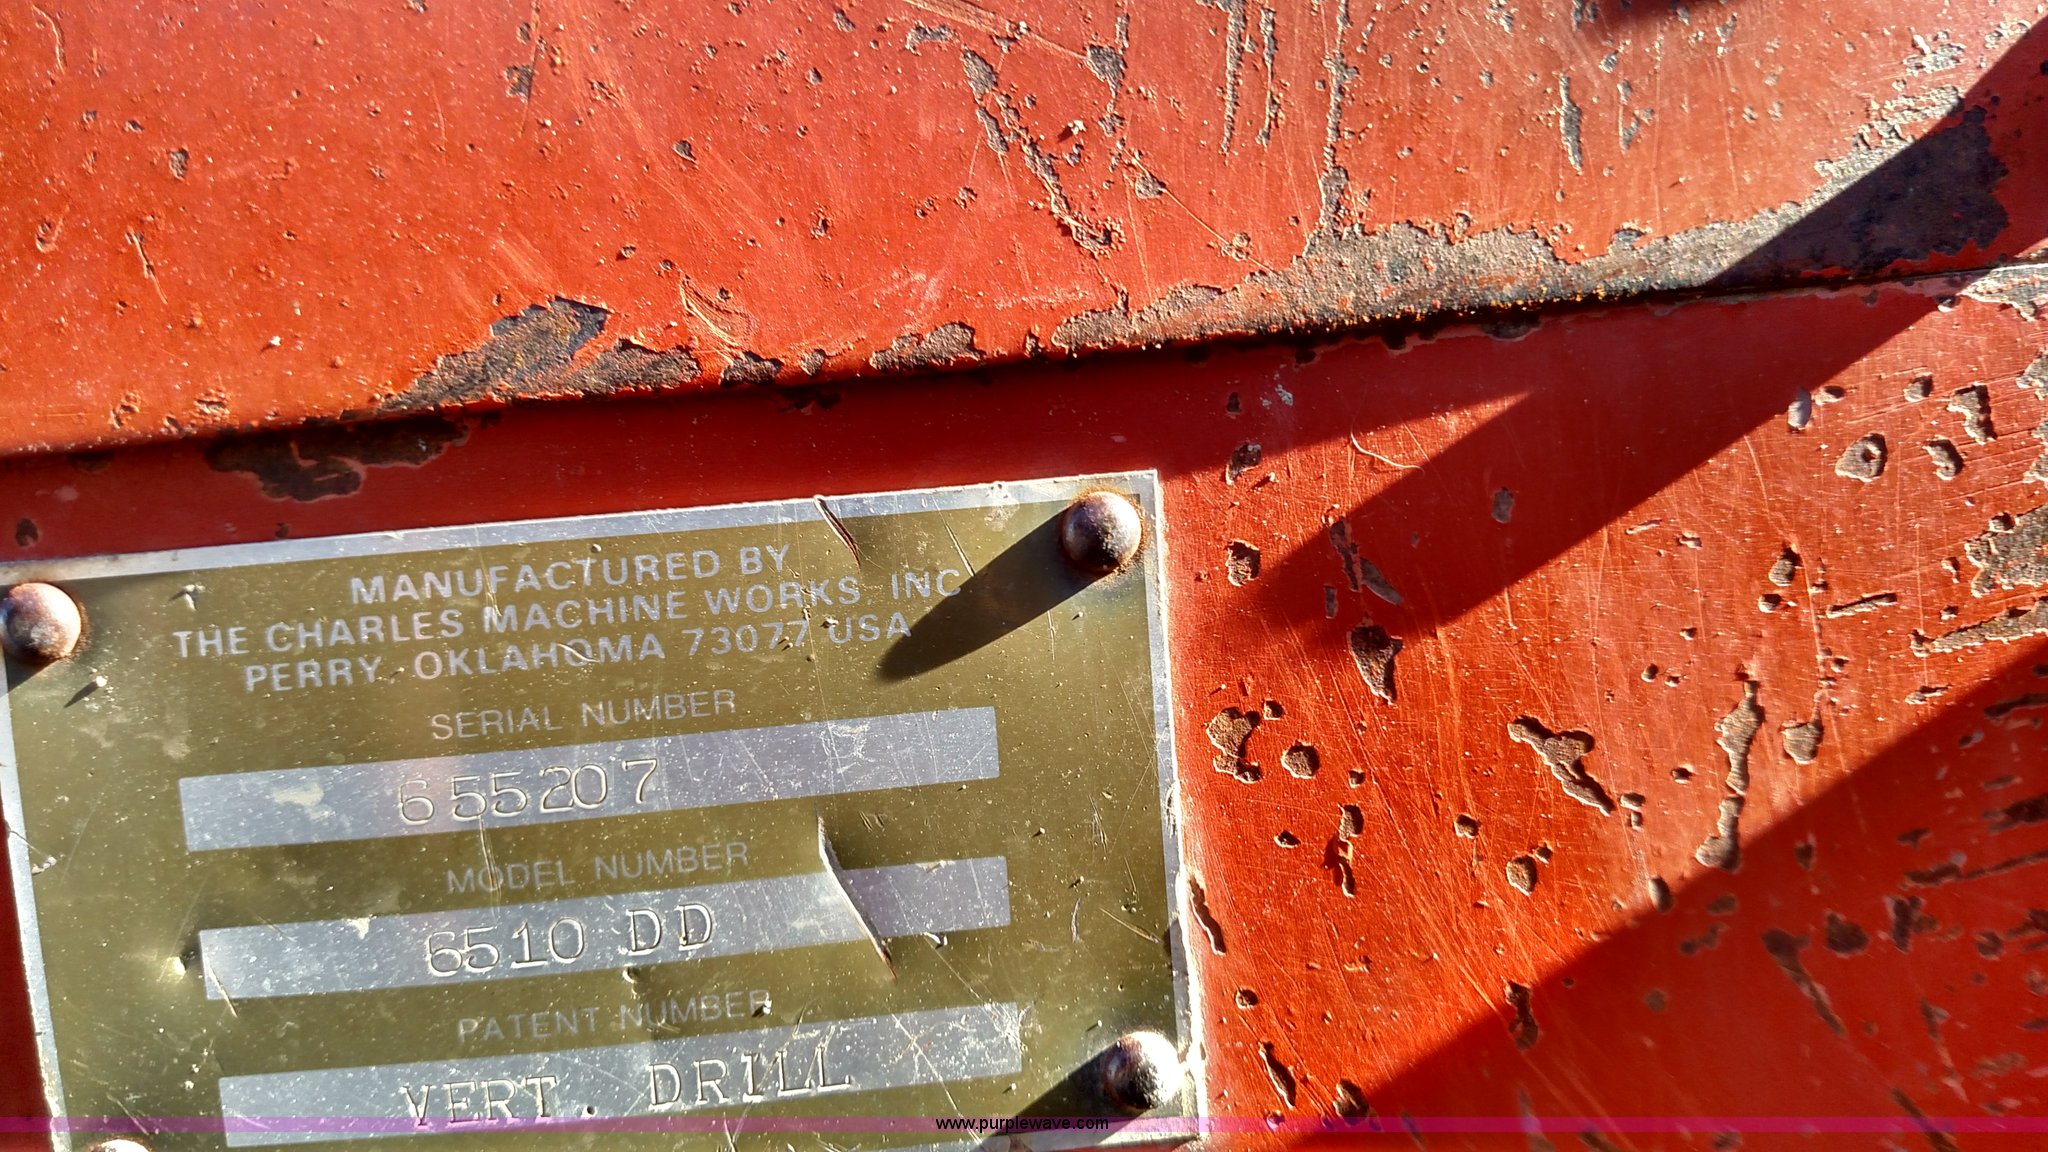 MANUFACTURED BY
THE CHARLES MACHINE WORKS INC
PERRY, OKLAHOMA 73077 USA
SERIAL NUMBER
655207
MODEL NUMBER
6510 DD
PATENT NUMBER
VERT. DRILL
www.purplewave.com